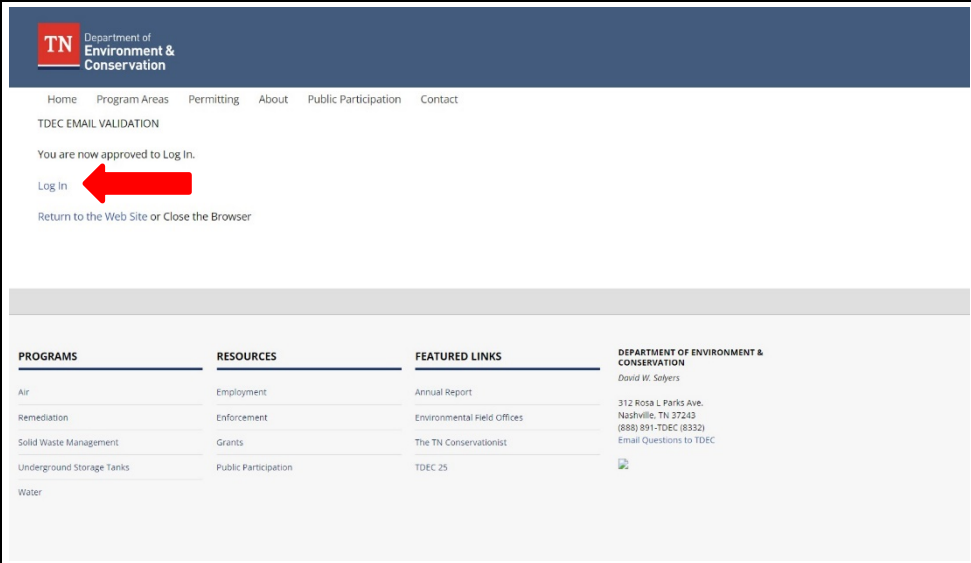 TN
Department of
Environment &
Conservation
Home Program Areas Permitting About Public Participation Contact
TDEC EMAIL VALIDATION
You are now approved to Log In.
Log In
Return to the Web Site or Close the Browser
PROGRAMS
Air
Remediation
Solid Waste Management
Underground Storage Tanks
Water
RESOURCES
Employment
Enforcement
Grants
Public Participation
FEATURED LINKS
Annual Report
Environmental Field Offices
The TN Conservationist
TDEC 25
DEPARTMENT OF ENVIRONMENT &
CONSERVATION
David W. Salyers
312 Rosa L Parks Ave.
Nashville, TN 37243
(888) 891-TDEC (8332)
Email Questions to TDEC